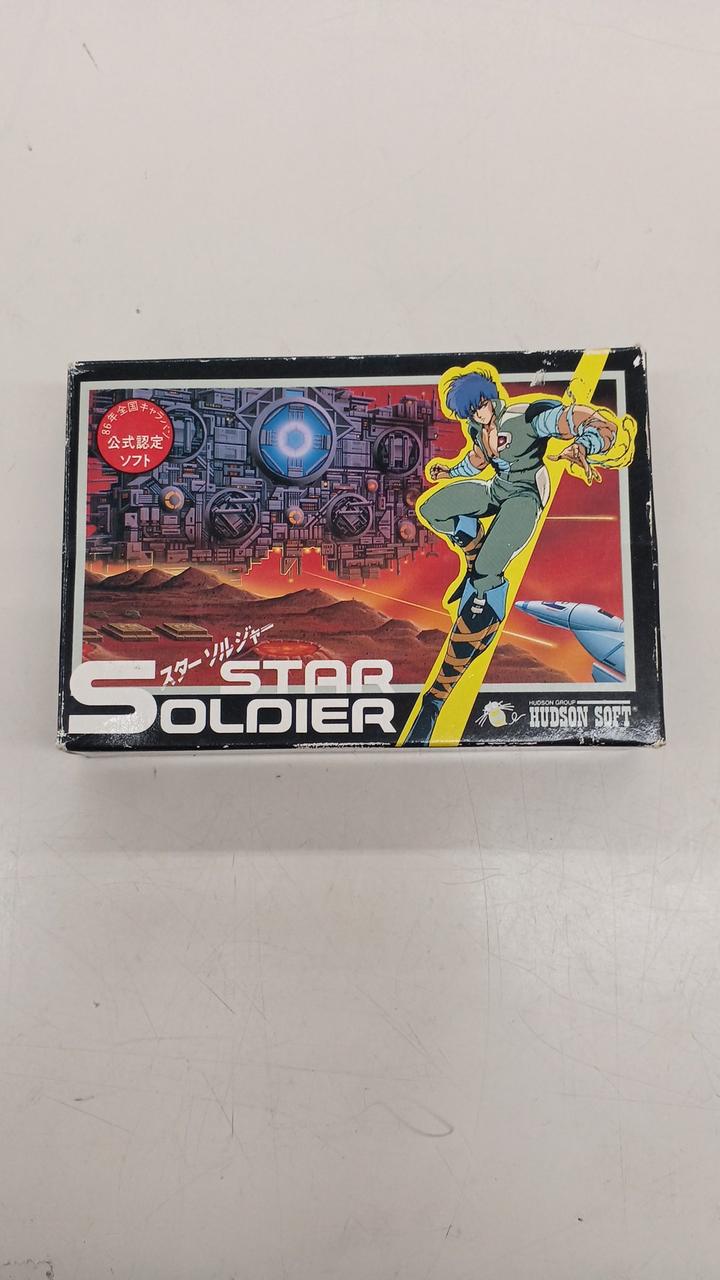 86年全国キャラバン
公式認定
ソフト
スターソルジャー
STAR
SOLDIER
HUDSON GROUP
HUDSON SOFT®